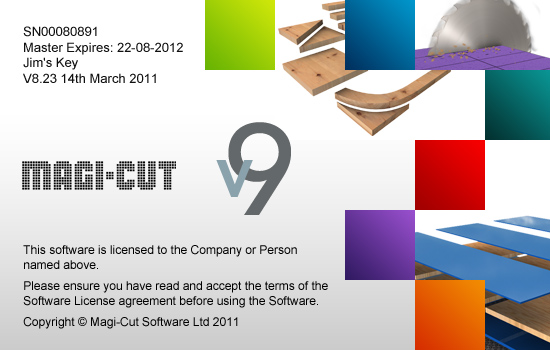 SN00080891
Master Expires: 22-08-2012
Jim's Key
V8.23 14th March 2011
MAGI-CUT v9
This software is licensed to the Company or Person
named above.
Please ensure you have read and accept the terms of the
Software License agreement before using the Software.
Copyright © Magi-Cut Software Ltd 2011